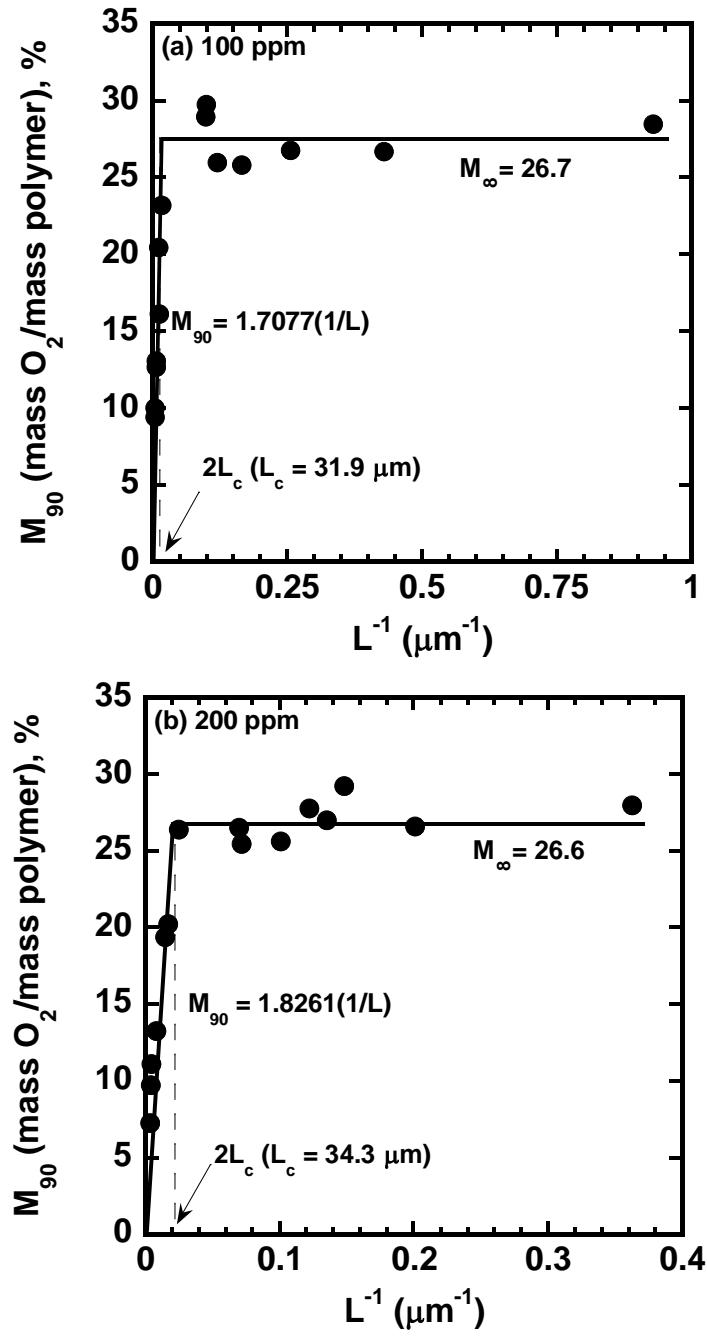 (a) 100 ppm
M∞ = 26.7
M90 = 1.7077(1/L)
2Lc (Lc = 31.9 μm)
M90 (mass O2/mass polymer), %
35
30
25
20
15
10
5
0
0 0.25 0.5 0.75 1
L-1 (μm-1)
(b) 200 ppm
M∞ = 26.6
M90 = 1.8261(1/L)
2Lc (Lc = 34.3 μm)
M90 (mass O2/mass polymer), %
35
30
25
20
15
10
5
0
0 0.1 0.2 0.3 0.4
L-1 (μm-1)